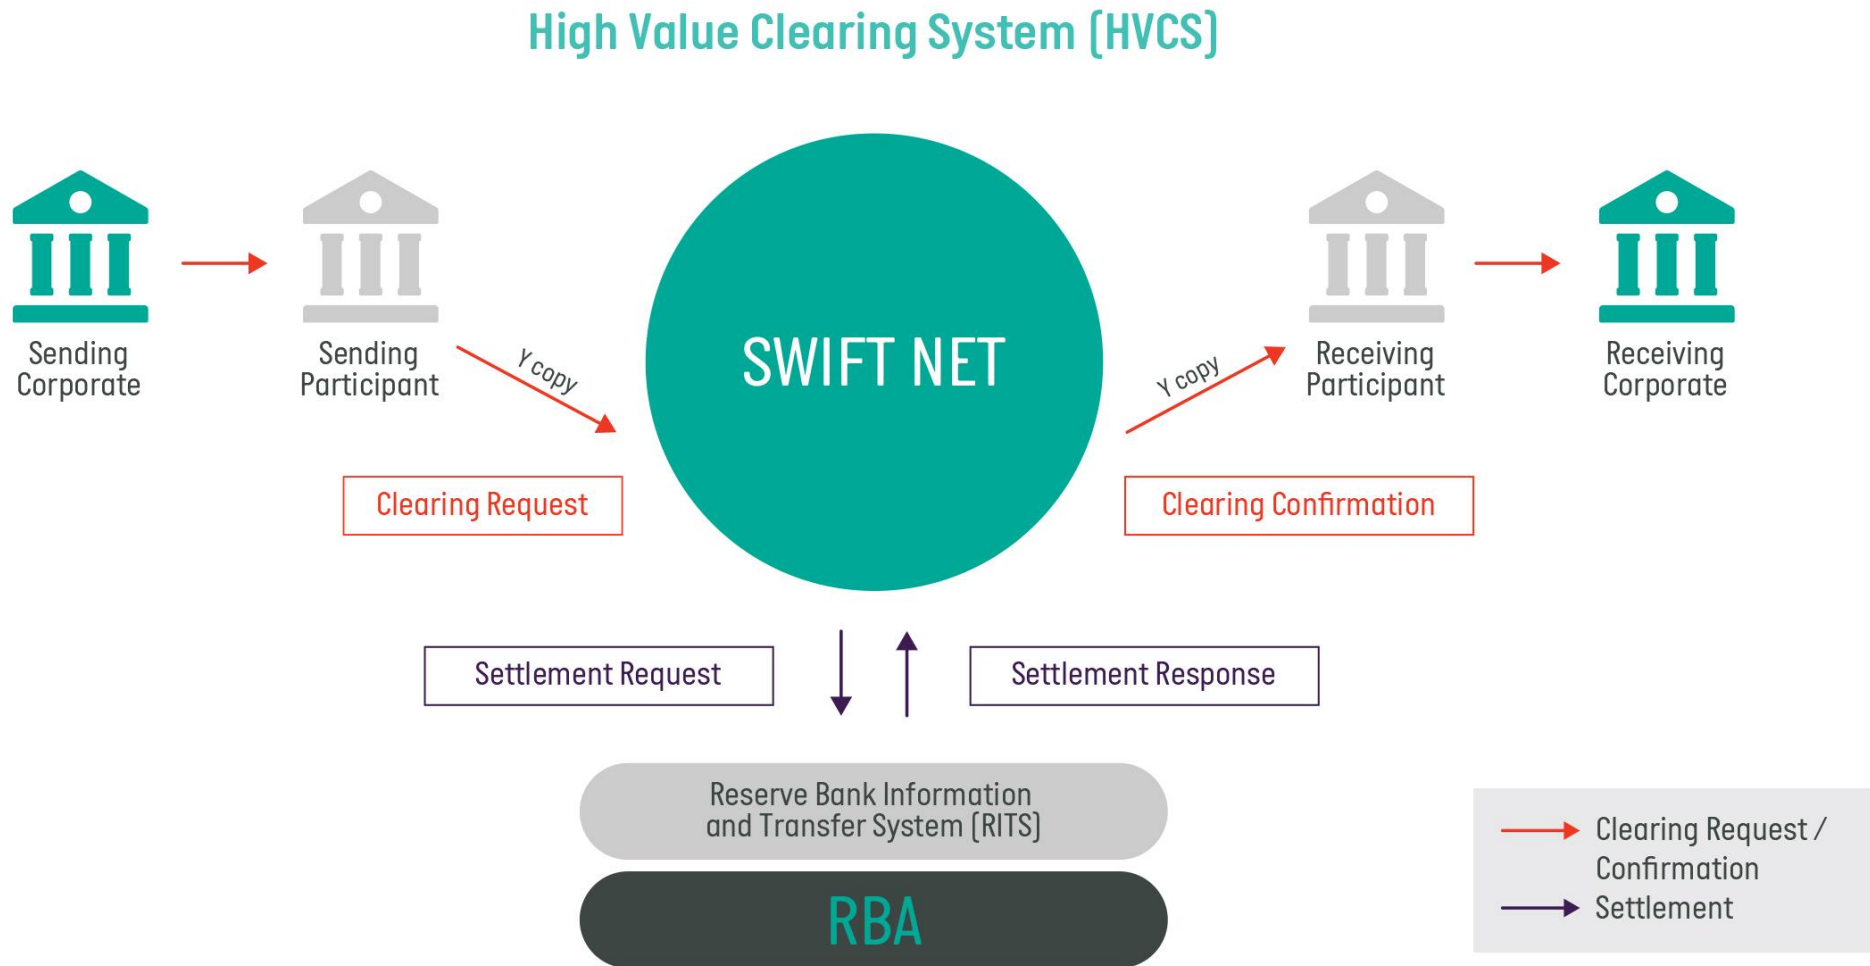 High Value Clearing System (HVCS)
Sending
Corporate
Sending
Participant
Y copy
SWIFT NET
Y copy
Receiving
Participant
Receiving
Corporate
Clearing Request
Clearing Confirmation
Settlement Request
Settlement Response
Reserve Bank Information
and Transfer System (RITS)
RBA
Clearing Request /
Confirmation
Settlement